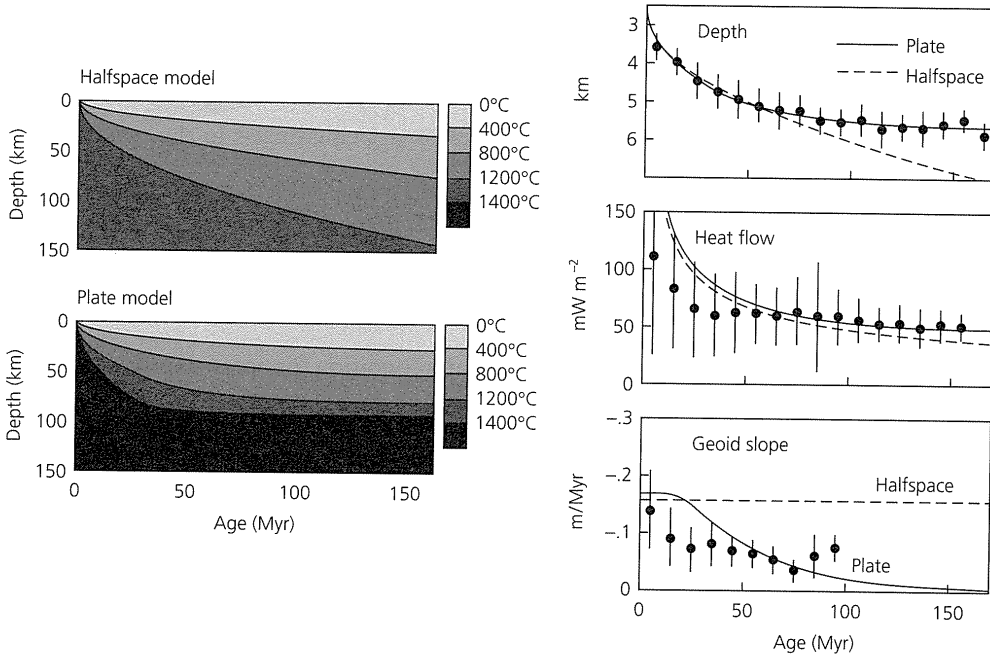 Halfspace model
0
50
100
150
Depth (km)
0°C
400°C
800°C
1200°C
1400°C
Plate model
0
50
100
150
Depth (km)
0°C
400°C
800°C
1200°C
1400°C
0 50 100 150
Age (Myr)
Depth
Plate
Halfspace
3
4
5
6
km
Heat flow
150
100
50
0
mW m⁻²
Geoid slope
Halfspace
Plate
–.3
–.2
–.1
0
m/Myr
0 50 100 150
Age (Myr)